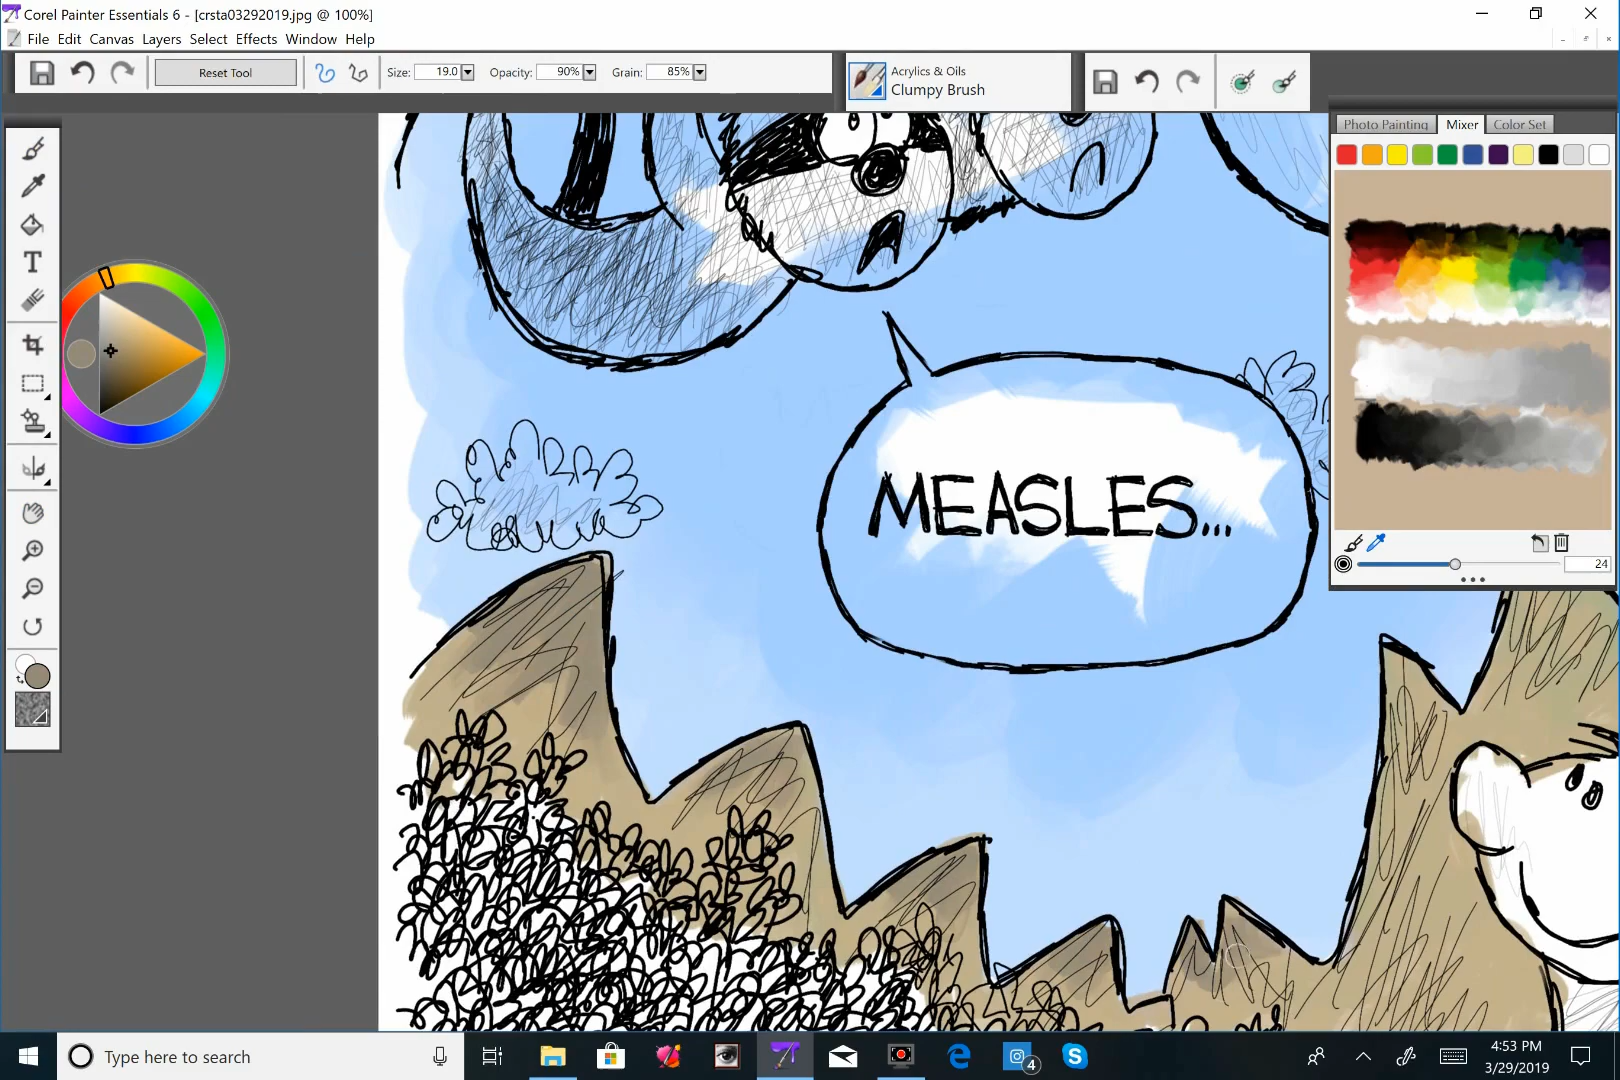 Corel Painter Essentials 6 - [crsta03292019.jpg @ 100%]
File Edit Canvas Layers Select Effects Window Help
Reset Tool Size: 19.0 Opacity: 90% Grain: 85%
Acrylics & Oils
Clumpy Brush
Photo Painting Mixer Color Set
T
MEASLES...
24
Type here to search
4
4:53 PM
3/29/2019